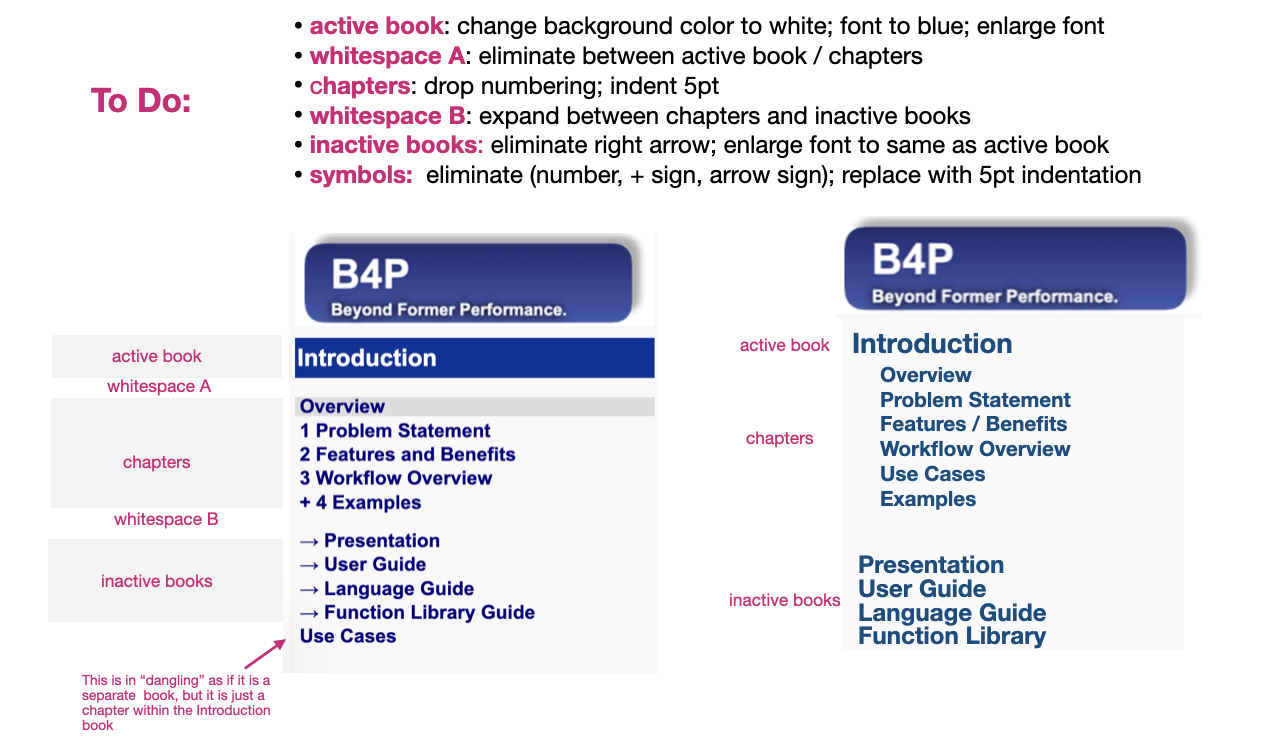 To Do:
• active book: change background color to white; font to blue; enlarge font
• whitespace A: eliminate between active book / chapters
• chapters: drop numbering; indent 5pt
• whitespace B: expand between chapters and inactive books
• inactive books: eliminate right arrow; enlarge font to same as active book
• symbols:  eliminate (number, + sign, arrow sign); replace with 5pt indentation
active book
whitespace A
chapters
whitespace B
inactive books
This is in “dangling” as if it is a
separate  book, but it is just a
chapter within the Introduction
book
B4P
Beyond Former Performance.
Introduction
Overview
1 Problem Statement
2 Features and Benefits
3 Workflow Overview
+ 4 Examples
→ Presentation
→ User Guide
→ Language Guide
→ Function Library Guide
Use Cases
active book
chapters
inactive books
B4P
Beyond Former Performance.
Introduction
Overview
Problem Statement
Features / Benefits
Workflow Overview
Use Cases
Examples
Presentation
User Guide
Language Guide
Function Library